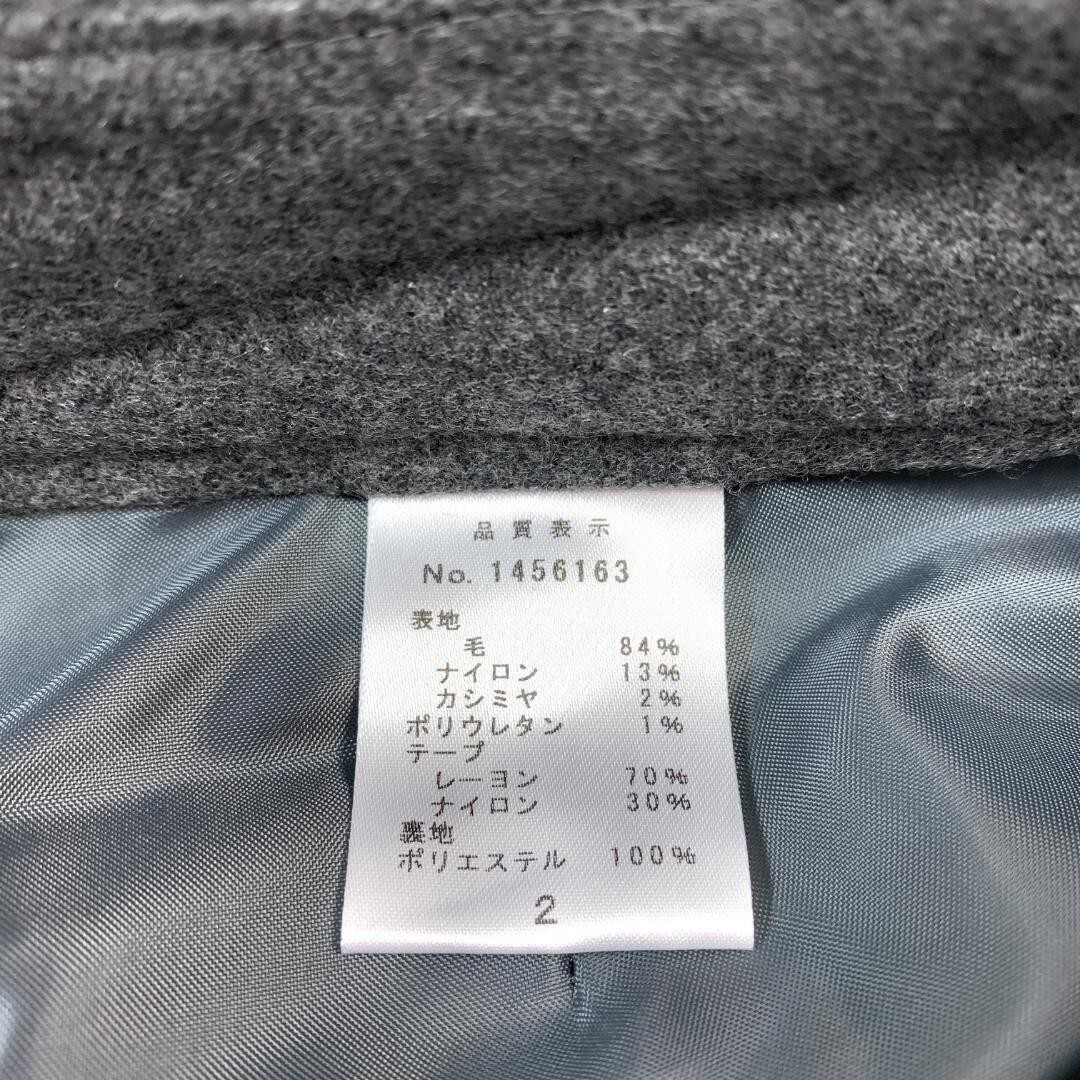 品質表示
No. 1456163
表地
毛 84%
ナイロン 13%
カシミヤ 2%
ポリウレタン 1%
テープ
レーヨン 70%
ナイロン 30%
裏地
ポリエステル 100%
2